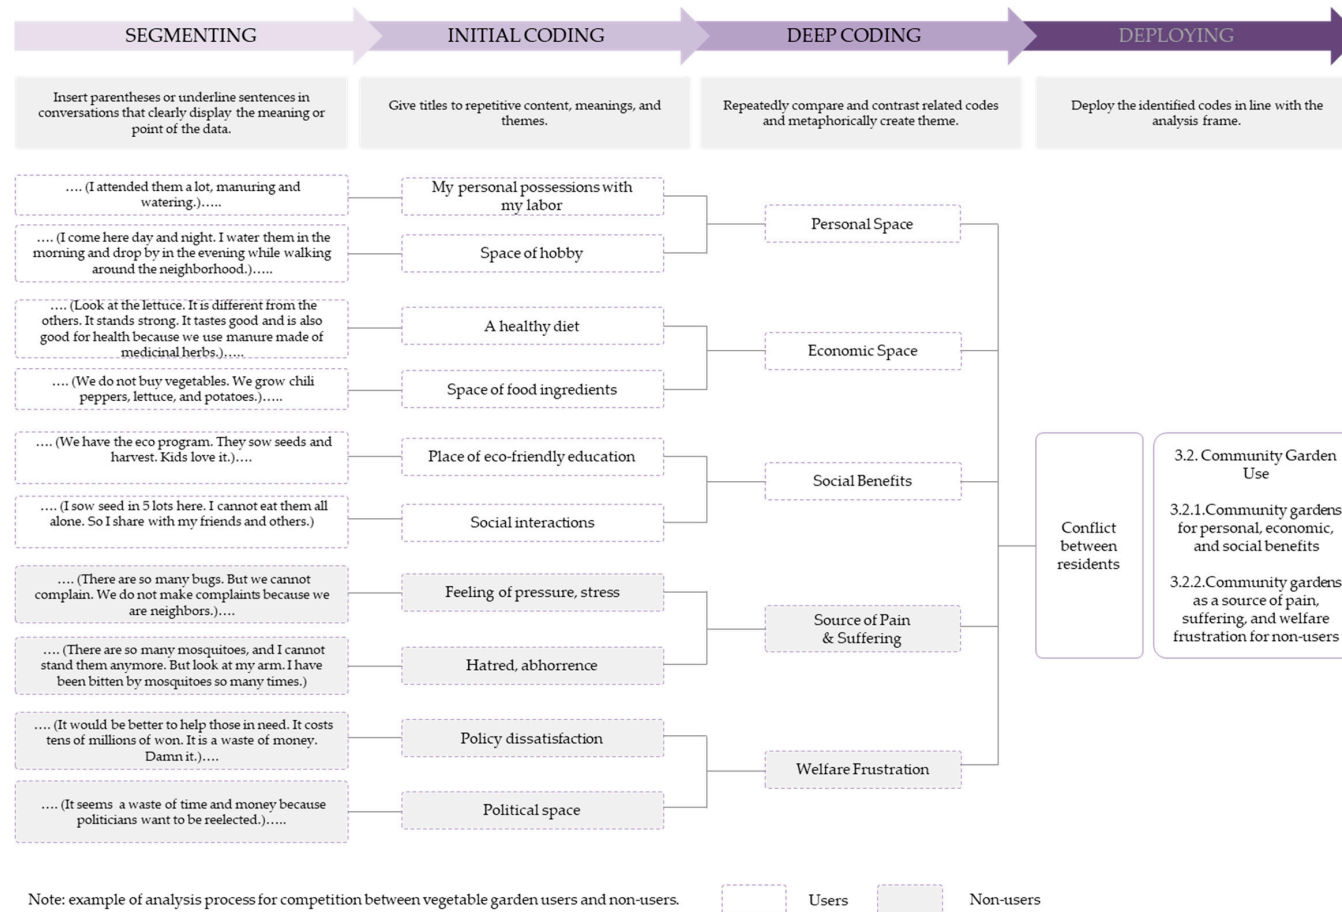 SEGMENTING
INITIAL CODING
DEEP CODING
DEPLOYING
Insert parentheses or underline sentences in
conversations that clearly display the meaning or
point of the data.
Give titles to repetitive content, meanings, and
themes.
Repeatedly compare and contrast related codes
and metaphorically create theme.
Deploy the identified codes in line with the
analysis frame.
…. (I attended them a lot, manuring and
watering.)…..
My personal possessions with
my labor
Personal Space
…. (I come here day and night. I water them in the
morning and drop by in the evening while walking
around the neighborhood.)…..
Space of hobby
…. (Look at the lettuce. It is different from the
others. It stands strong. It tastes good and is also
good for health because we use manure made of
medicinal herbs.)…..
A healthy diet
Economic Space
…. (We do not buy vegetables. We grow chili
peppers, lettuce, and potatoes.)…..
Space of food ingredients
…. (We have the eco program. They sow seeds and
harvest. Kids love it.)….
Place of eco-friendly education
Social Benefits
…. (I sow seed in 5 lots here. I cannot eat them all
alone. So I share with my friends and others.)
Social interactions
…. (There are so many bugs. But we cannot
complain. We do not make complaints because we
are neighbors.)….
Feeling of pressure, stress
Source of Pain
& Suffering
…. (There are so many mosquitoes, and I cannot
stand them anymore. But look at my arm. I have
been bitten by mosquitoes so many times.)
Hatred, abhorrence
…. (It would be better to help those in need. It costs
tens of millions of won. It is a waste of money.
Damn it.)….
Policy dissatisfaction
Welfare Frustration
…. (It seems a waste of time and money because
politicians want to be reelected.)…..
Political space
Conflict
between
residents
3.2. Community Garden
Use
3.2.1.Community gardens
for personal, economic,
and social benefits
3.2.2.Community gardens
as a source of pain,
suffering, and welfare
frustration for non-users
Note: example of analysis process for competition between vegetable garden users and non-users.
Users
Non-users